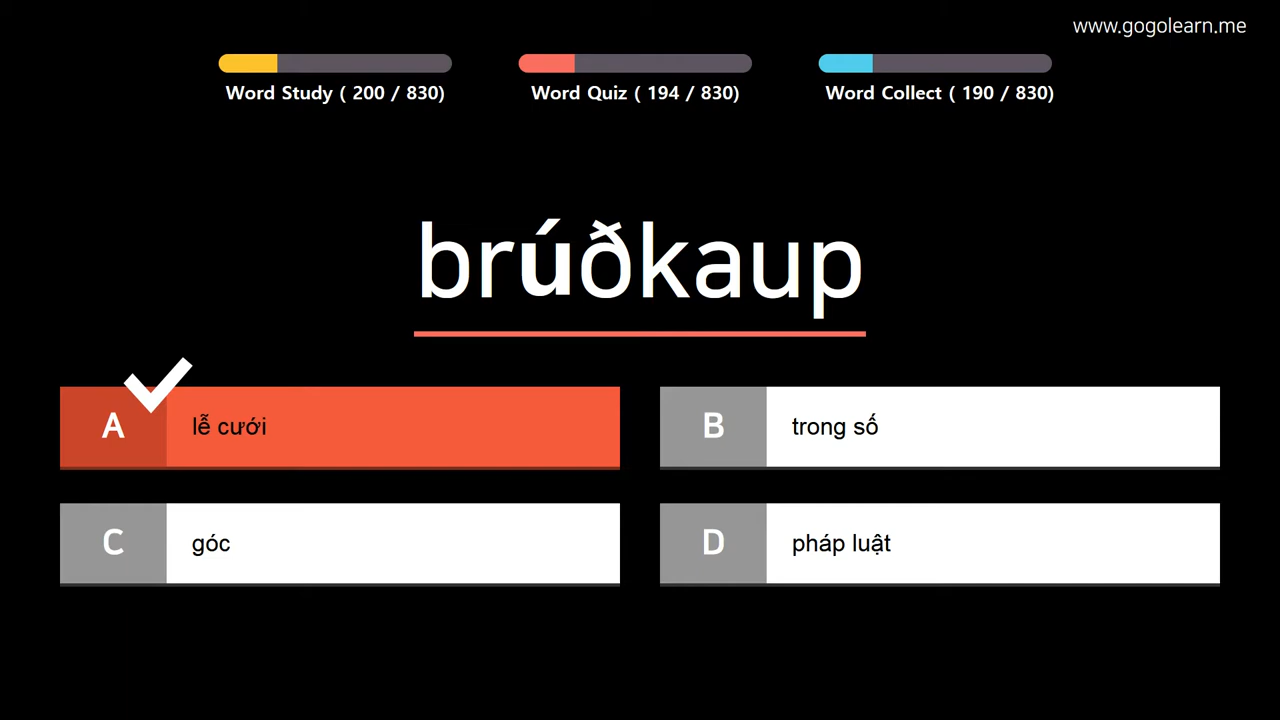 www.gogolearn.me
Word Study ( 200 / 830)
Word Quiz ( 194 / 830)
Word Collect ( 190 / 830)
brúðkaup
A lễ cưới
B trong số
C góc
D pháp luật